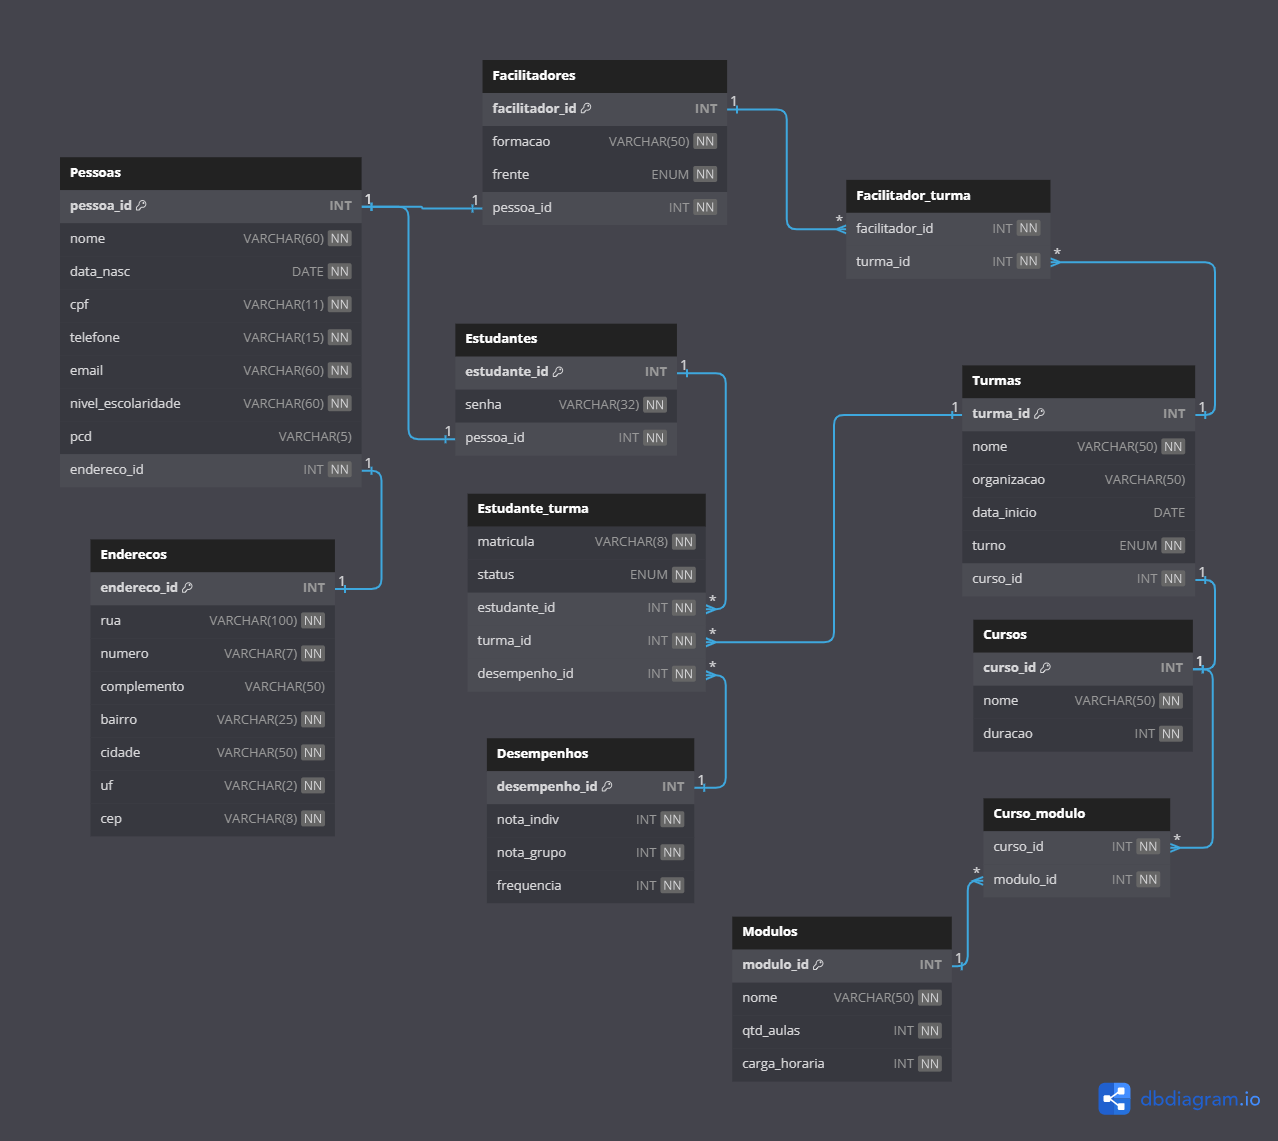 Facilitadores
facilitador_id INT
formacao VARCHAR(50) NN
frente ENUM NN
pessoa_id INT NN
Pessoas
pessoa_id INT
nome VARCHAR(60) NN
data_nasc DATE NN
cpf VARCHAR(11) NN
telefone VARCHAR(15) NN
email VARCHAR(60) NN
nivel_escolaridade VARCHAR(60) NN
pcd VARCHAR(5)
endereco_id INT NN
Facilitador_turma
facilitador_id INT NN
turma_id INT NN
Estudantes
estudante_id INT
senha VARCHAR(32) NN
pessoa_id INT NN
Turmas
turma_id INT
nome VARCHAR(50) NN
organizacao VARCHAR(50)
data_inicio DATE
turno ENUM NN
curso_id INT NN
Estudante_turma
matricula VARCHAR(8) NN
status ENUM NN
estudante_id INT NN
turma_id INT NN
desempenho_id INT NN
Enderecos
endereco_id INT
rua VARCHAR(100) NN
numero VARCHAR(7) NN
complemento VARCHAR(50)
bairro VARCHAR(25) NN
cidade VARCHAR(50) NN
uf VARCHAR(2) NN
cep VARCHAR(8) NN
Cursos
curso_id INT
nome VARCHAR(50) NN
duracao INT NN
Desempenhos
desempenho_id INT
nota_indiv INT NN
nota_grupo INT NN
frequencia INT NN
Curso_modulo
curso_id INT NN
modulo_id INT NN
Modulos
modulo_id INT
nome VARCHAR(50) NN
qtd_aulas INT NN
carga_horaria INT NN
1
1
1
1
1
1
*
*
1
*
*
*
1
1
1
1
1
*
*
1
dbdiagram.io